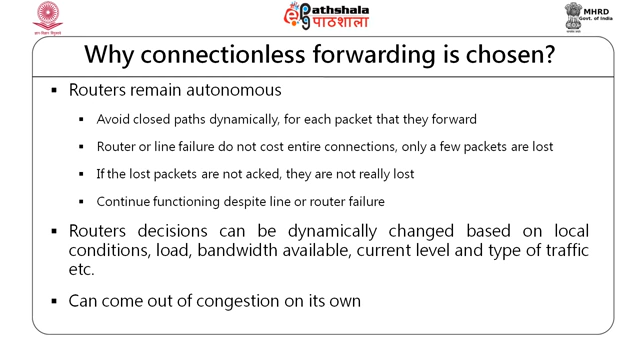 Pathshala
पाठशाला
MHRD
Govt. of India
Why connectionless forwarding is chosen?
▪ Routers remain autonomous
▪ Avoid closed paths dynamically, for each packet that they forward
▪ Router or line failure do not cost entire connections, only a few packets are lost
▪ If the lost packets are not acked, they are not really lost
▪ Continue functioning despite line or router failure
▪ Routers decisions can be dynamically changed based on local
conditions, load, bandwidth available, current level and type of traffic
etc.
▪ Can come out of congestion on its own